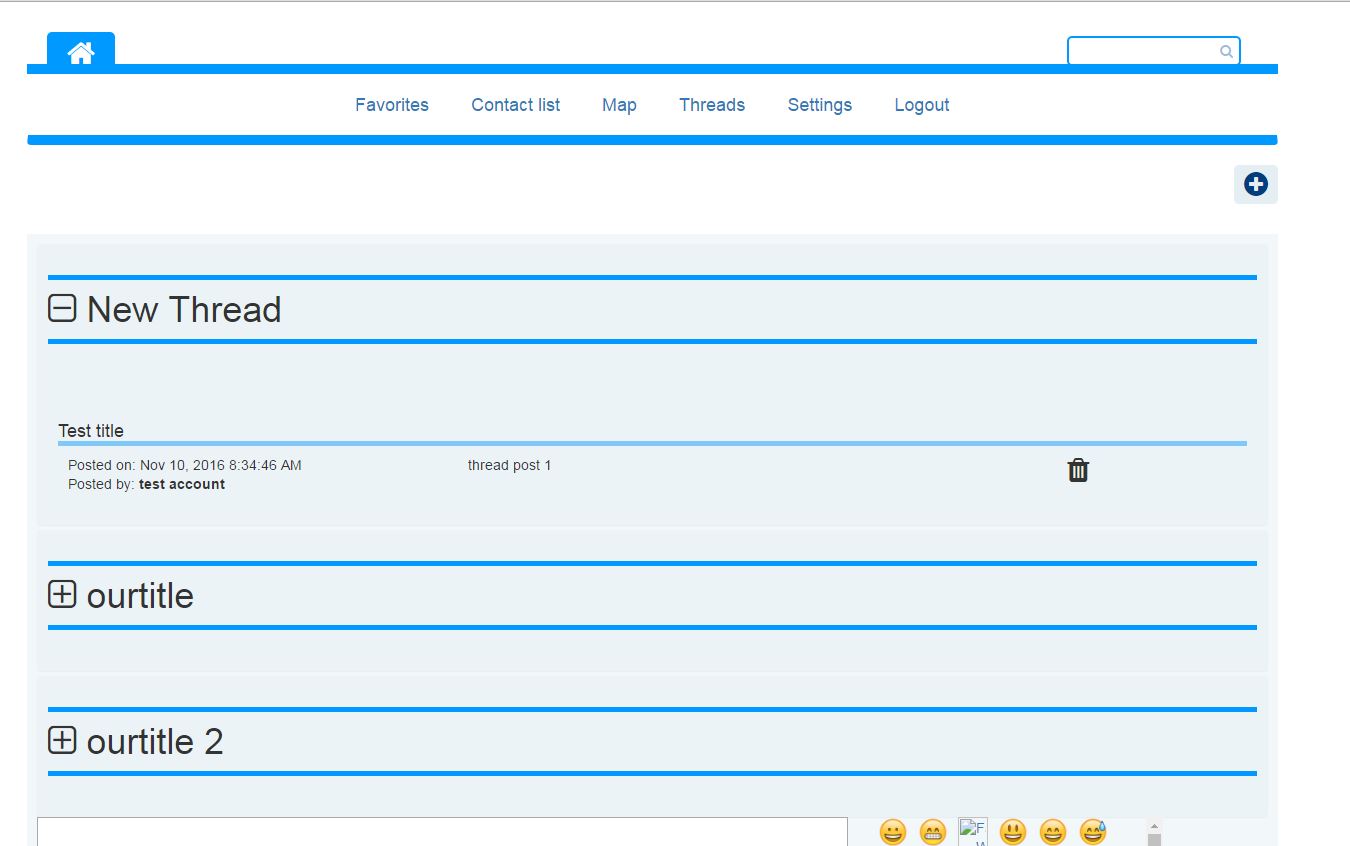 Favorites Contact list Map Threads Settings Logout
New Thread
Test title
Posted on: Nov 10, 2016 8:34:46 AM thread post 1
Posted by: test account
ourtitle
ourtitle 2